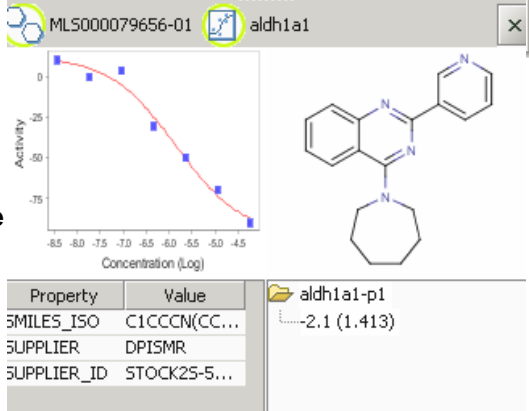 MLS000079656-01 aldh1a1
Activity
0
-25
-50
-75
-8.5 -8.0 -7.5 -7.0 -6.5 -6.0 -5.5 -5.0 -4.5
Concentration (Log)
N
N
N
N
e
Property Value
SMILES_ISO C1CCCN(CC...
SUPPLIER DPISMR
SUPPLIER_ID STOCK2S-5...
aldh1a1-p1
-2.1 (1.413)